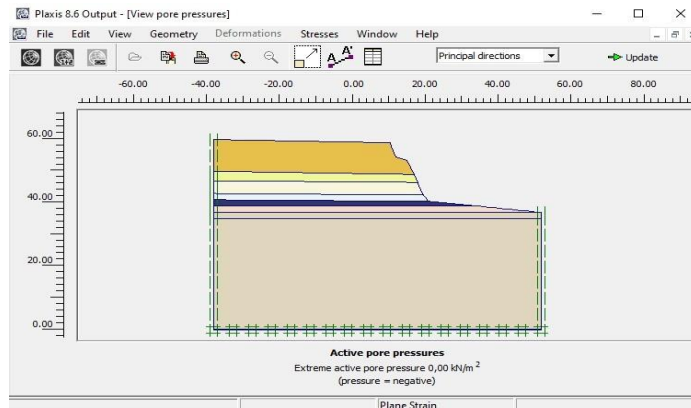 Plaxis 8.6 Output - [View pore pressures]
File Edit View Geometry Deformations Stresses Window Help
A A'
Principal directions
Update
-60.00 -40.00 -20.00 0.00 20.00 40.00 60.00 80.00
60.00
40.00
20.00
0.00
Active pore pressures
Extreme active pore pressure 0,00 kN/m 2
(pressure = negative)
Plane Strain